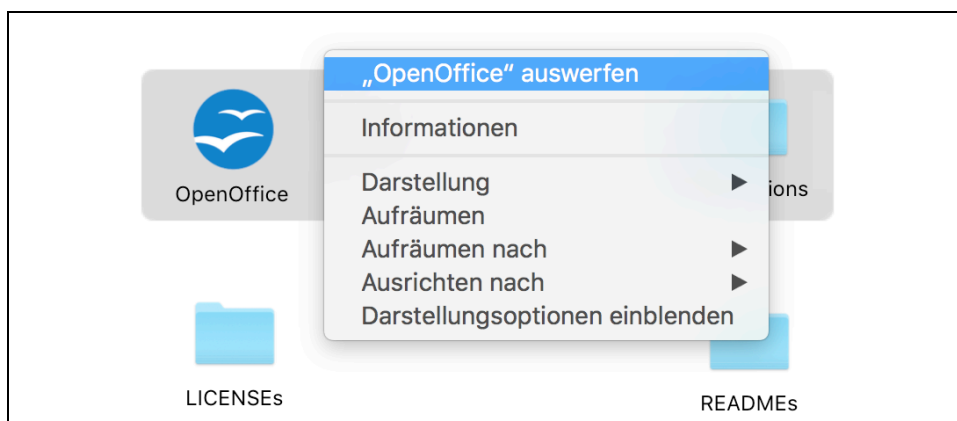 „OpenOffice“ auswerfen
Informationen
OpenOffice
ions
Darstellung
Aufräumen
Aufräumen nach
Ausrichten nach
Darstellungsoptionen einblenden
LICENSEs
READMEs